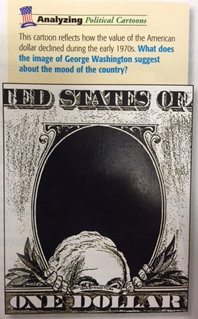 Analyzing Political Cartoons
This cartoon reflects how the value of the American
dollar declined during the early 1970s. What does
the image of George Washington suggest
about the mood of the country?
TED STATES OF
ONE DOLLAR